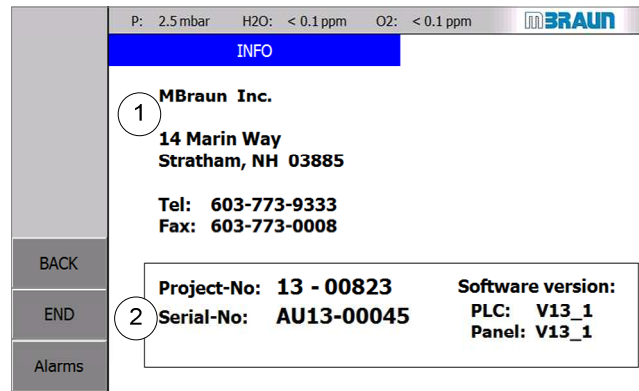 P: 2.5 mbar H2O: < 0.1 ppm O2: < 0.1 ppm MBRAUN
INFO
1
MBraun Inc.
14 Marin Way
Stratham, NH 03885
Tel: 603-773-9333
Fax: 603-773-0008
BACK
END
Alarms
2
Project-No: 13 - 00823
Serial-No: AU13-00045
Software version:
PLC: V13_1
Panel: V13_1